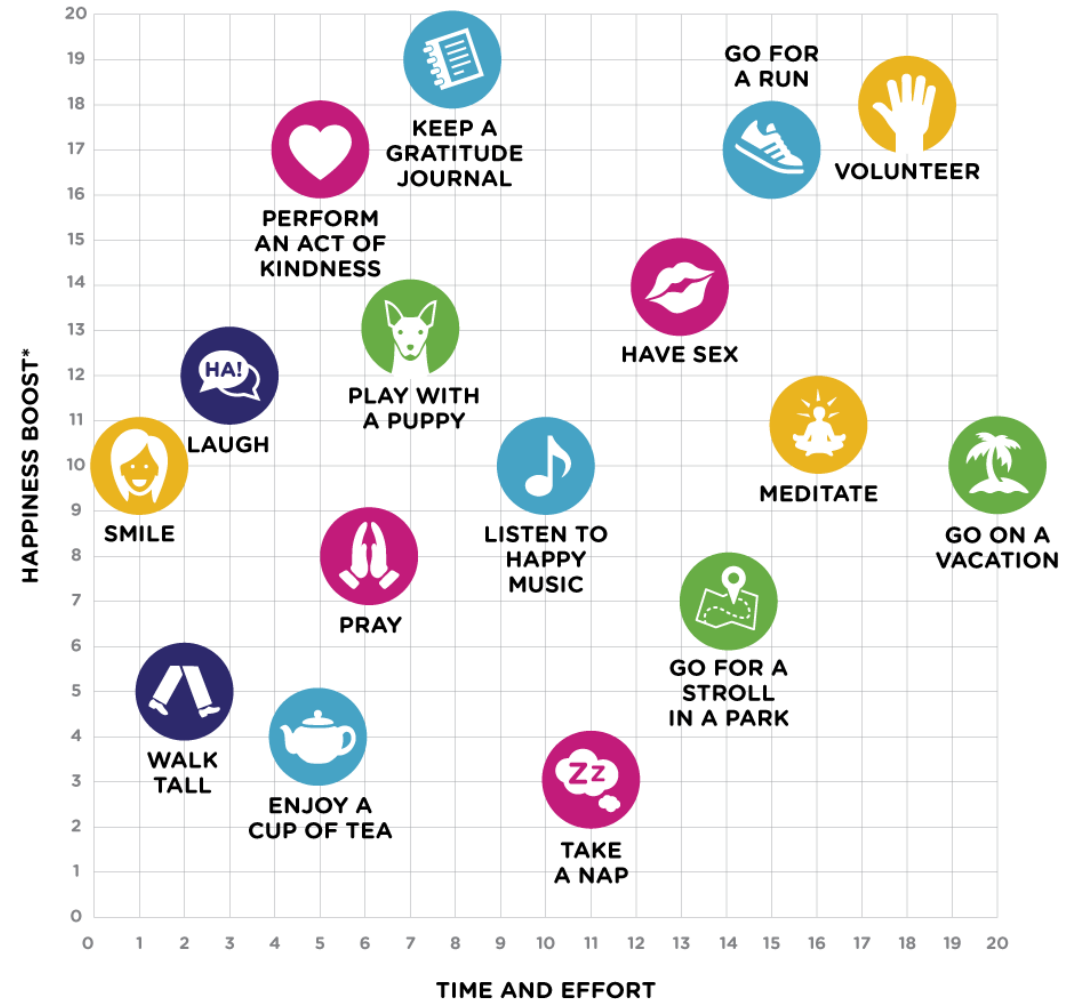 20
19
18
17
16
15
14
13
12
11
10
9
8
7
6
5
4
3
2
1
0
HAPPINESS BOOST*
KEEP A
GRATITUDE
JOURNAL
GO FOR
A RUN
VOLUNTEER
PERFORM
AN ACT OF
KINDNESS
HAVE SEX
PLAY WITH
A PUPPY
HA!
LAUGH
SMILE
LISTEN TO
HAPPY
MUSIC
MEDITATE
GO ON A
VACATION
PRAY
GO FOR A
STROLL
IN A PARK
WALK
TALL
ENJOY A
CUP OF TEA
Zz
TAKE
A NAP
0 1 2 3 4 5 6 7 8 9 10 11 12 13 14 15 16 17 18 19 20
TIME AND EFFORT